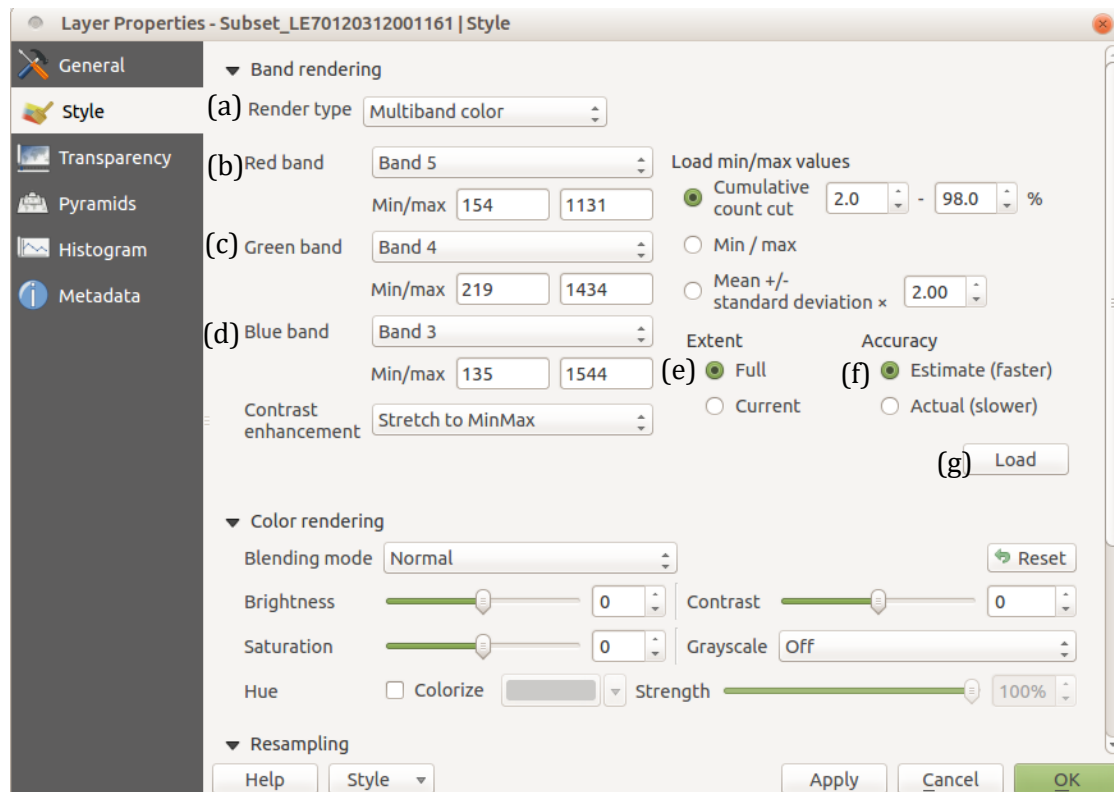 Layer Properties - Subset_LE70120312001161 | Style
General
Style
Transparency
Pyramids
Histogram
Metadata
Band rendering
(a) Render type Multiband color
(b) Red band Band 5
Min/max 154 1131
(c) Green band Band 4
Min/max 219 1434
(d) Blue band Band 3
Min/max 135 1544
Contrast
enhancement Stretch to MinMax
Load min/max values
Cumulative
count cut 2.0 - 98.0 %
Min / max
Mean +/-
standard deviation × 2.00
Extent
(e) Full
Current
Accuracy
(f) Estimate (faster)
Actual (slower)
(g) Load
Color rendering
Blending mode Normal Reset
Brightness 0 Contrast 0
Saturation 0 Grayscale Off
Hue Colorize Strength 100%
Resampling
Help Style Apply Cancel OK